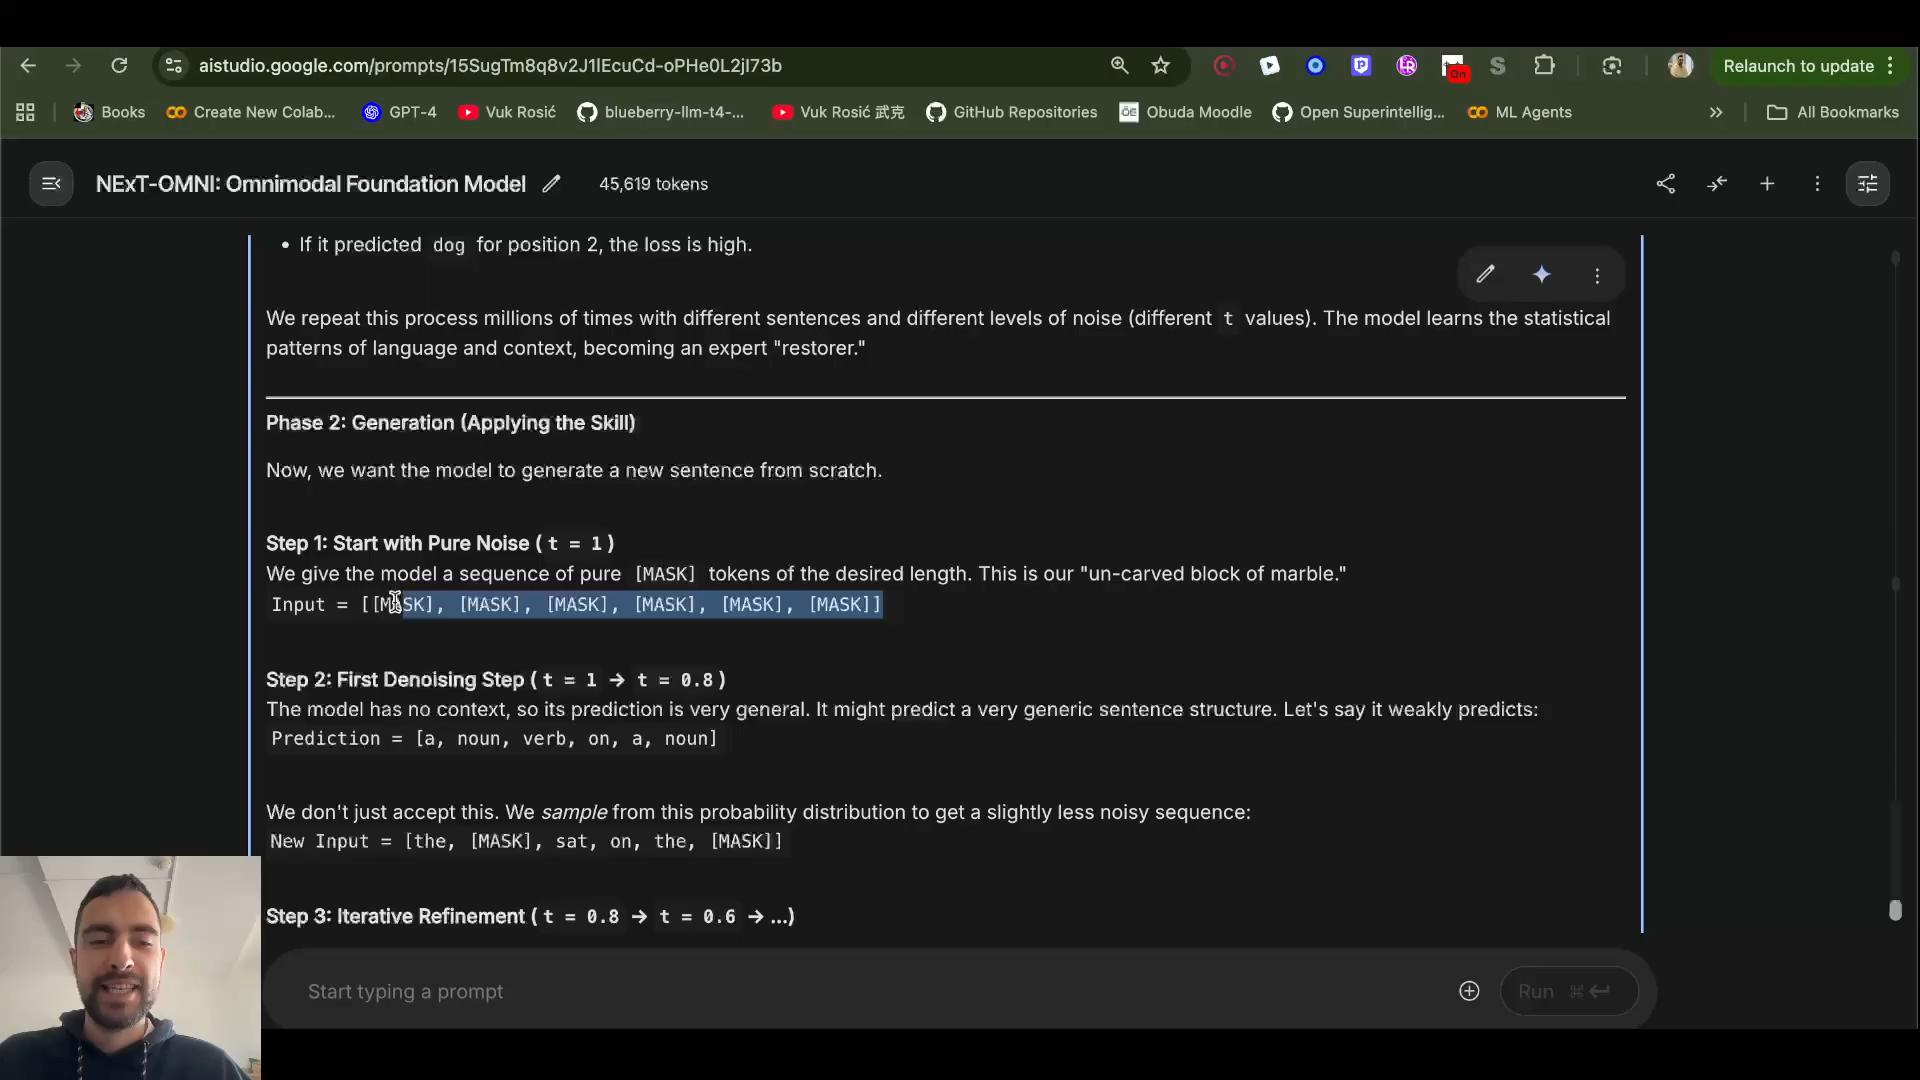 aistudio.google.com/prompts/15SugTm8q8v2J1lEcuCd-oPHe0L2jI73b
On
Relaunch to update
Books
Create New Colab...
GPT-4
Vuk Rosić
blueberry-llm-t4-...
Vuk Rosić 武克
GitHub Repositories
Obuda Moodle
Open Superintellig...
ML Agents
»
All Bookmarks
NExT-OMNI: Omnimodal Foundation Model
45,619 tokens
• If it predicted dog for position 2, the loss is high.
We repeat this process millions of times with different sentences and different levels of noise (different t values). The model learns the statistical
patterns of language and context, becoming an expert "restorer."
Phase 2: Generation (Applying the Skill)
Now, we want the model to generate a new sentence from scratch.
Step 1: Start with Pure Noise ( t = 1 )
We give the model a sequence of pure [MASK] tokens of the desired length. This is our "un-carved block of marble."
Input = [[MASK], [MASK], [MASK], [MASK], [MASK], [MASK]]
Step 2: First Denoising Step ( t = 1 → t = 0.8 )
The model has no context, so its prediction is very general. It might predict a very generic sentence structure. Let's say it weakly predicts:
Prediction = [a, noun, verb, on, a, noun]
We don't just accept this. We sample from this probability distribution to get a slightly less noisy sequence:
New Input = [the, [MASK], sat, on, the, [MASK]]
Step 3: Iterative Refinement ( t = 0.8 → t = 0.6 → ...)
Start typing a prompt
Run ⌘ ↵